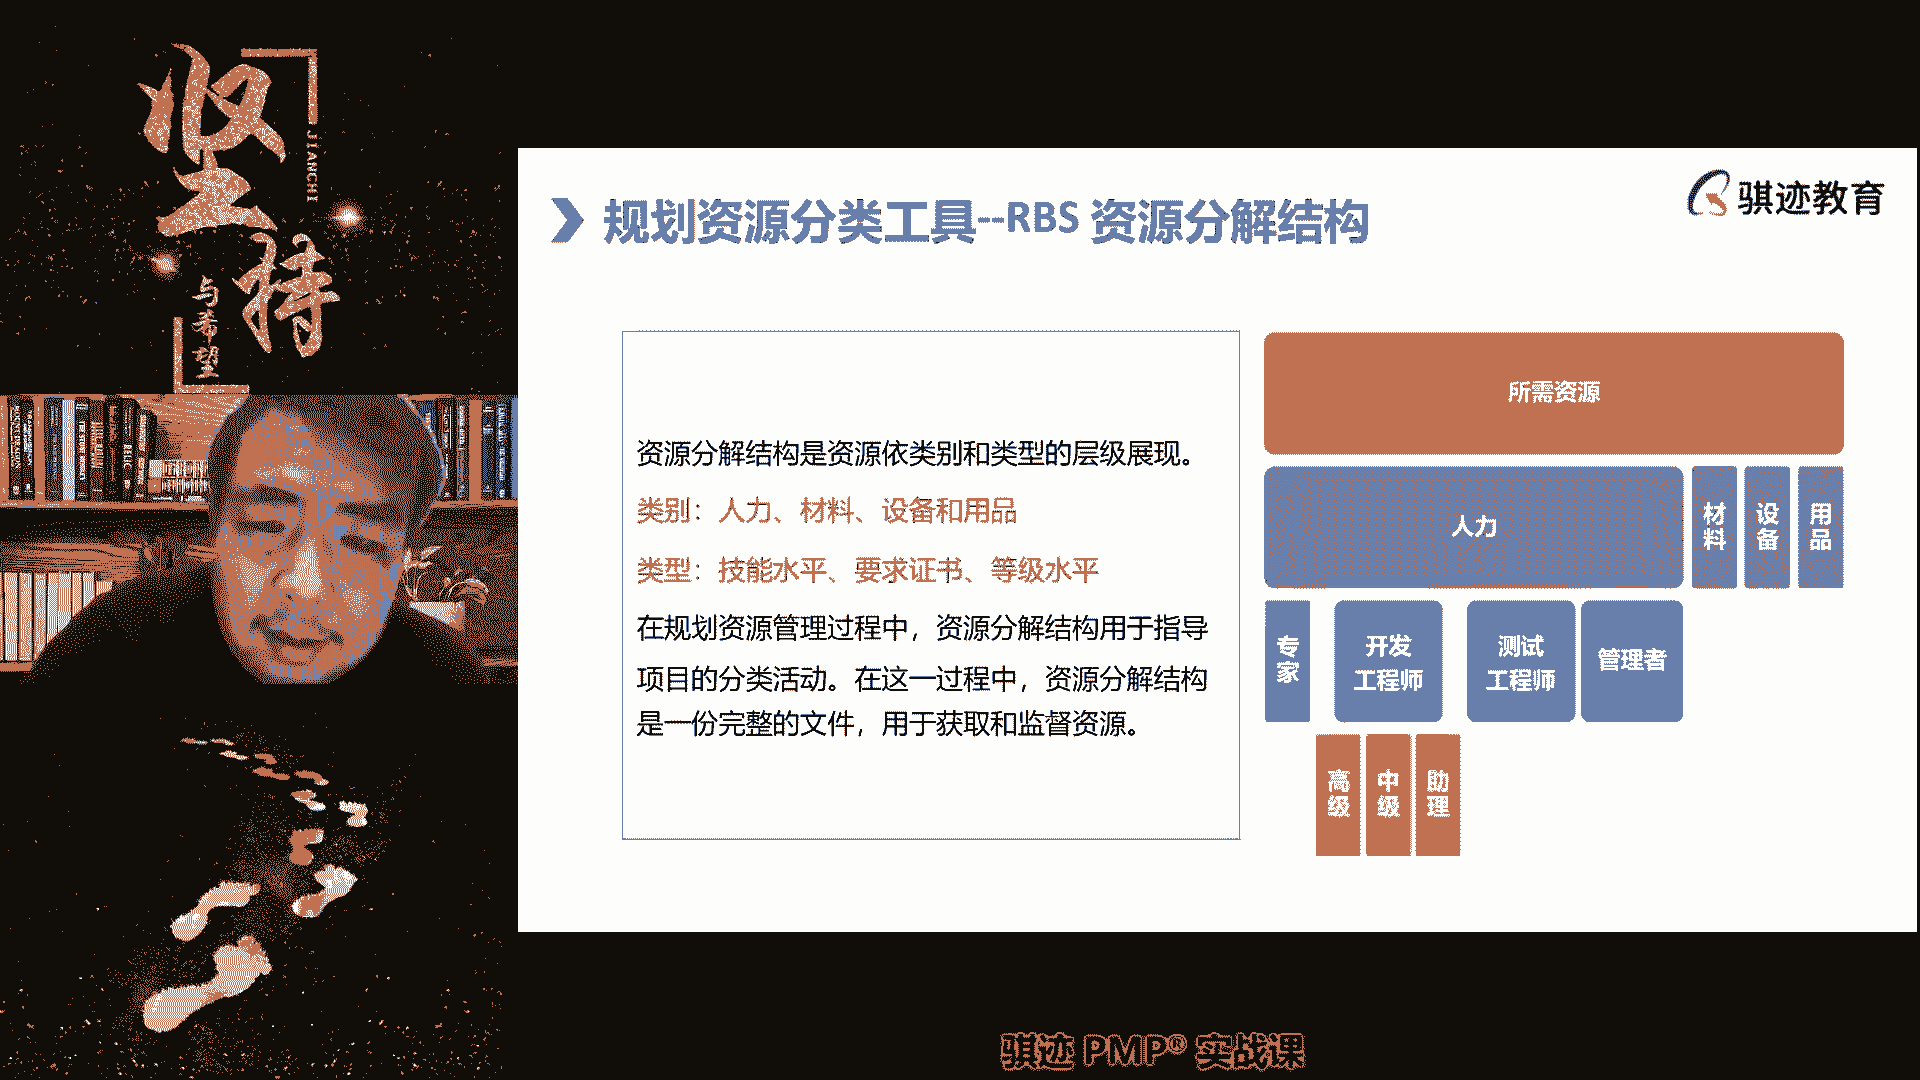 坚持
JIANCHI
与希望
规划资源分类工具--RBS 资源分解结构
骐迹教育
资源分解结构是资源依类别和类型的层级展现。
类别：人力、材料、设备和用品
类型：技能水平、要求证书、等级水平
在规划资源管理过程中，资源分解结构用于指导
项目的分类活动。在这一过程中，资源分解结构
是一份完整的文件，用于获取和监督资源。
所需资源
人力
材料
设备
用品
专家
开发
工程师
测试
工程师
管理者
高级
中级
助理
骐迹 PMP® 实战课